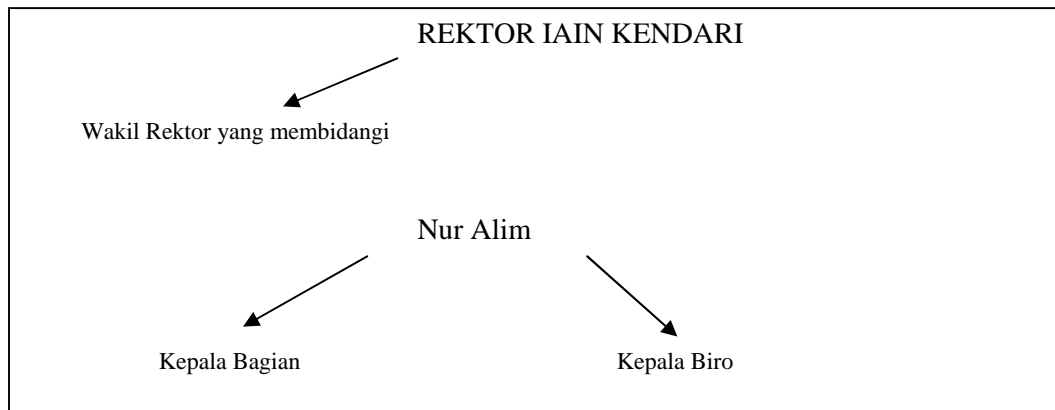 REKTOR IAIN KENDARI
Wakil Rektor yang membidangi
Nur Alim
Kepala Bagian
Kepala Biro